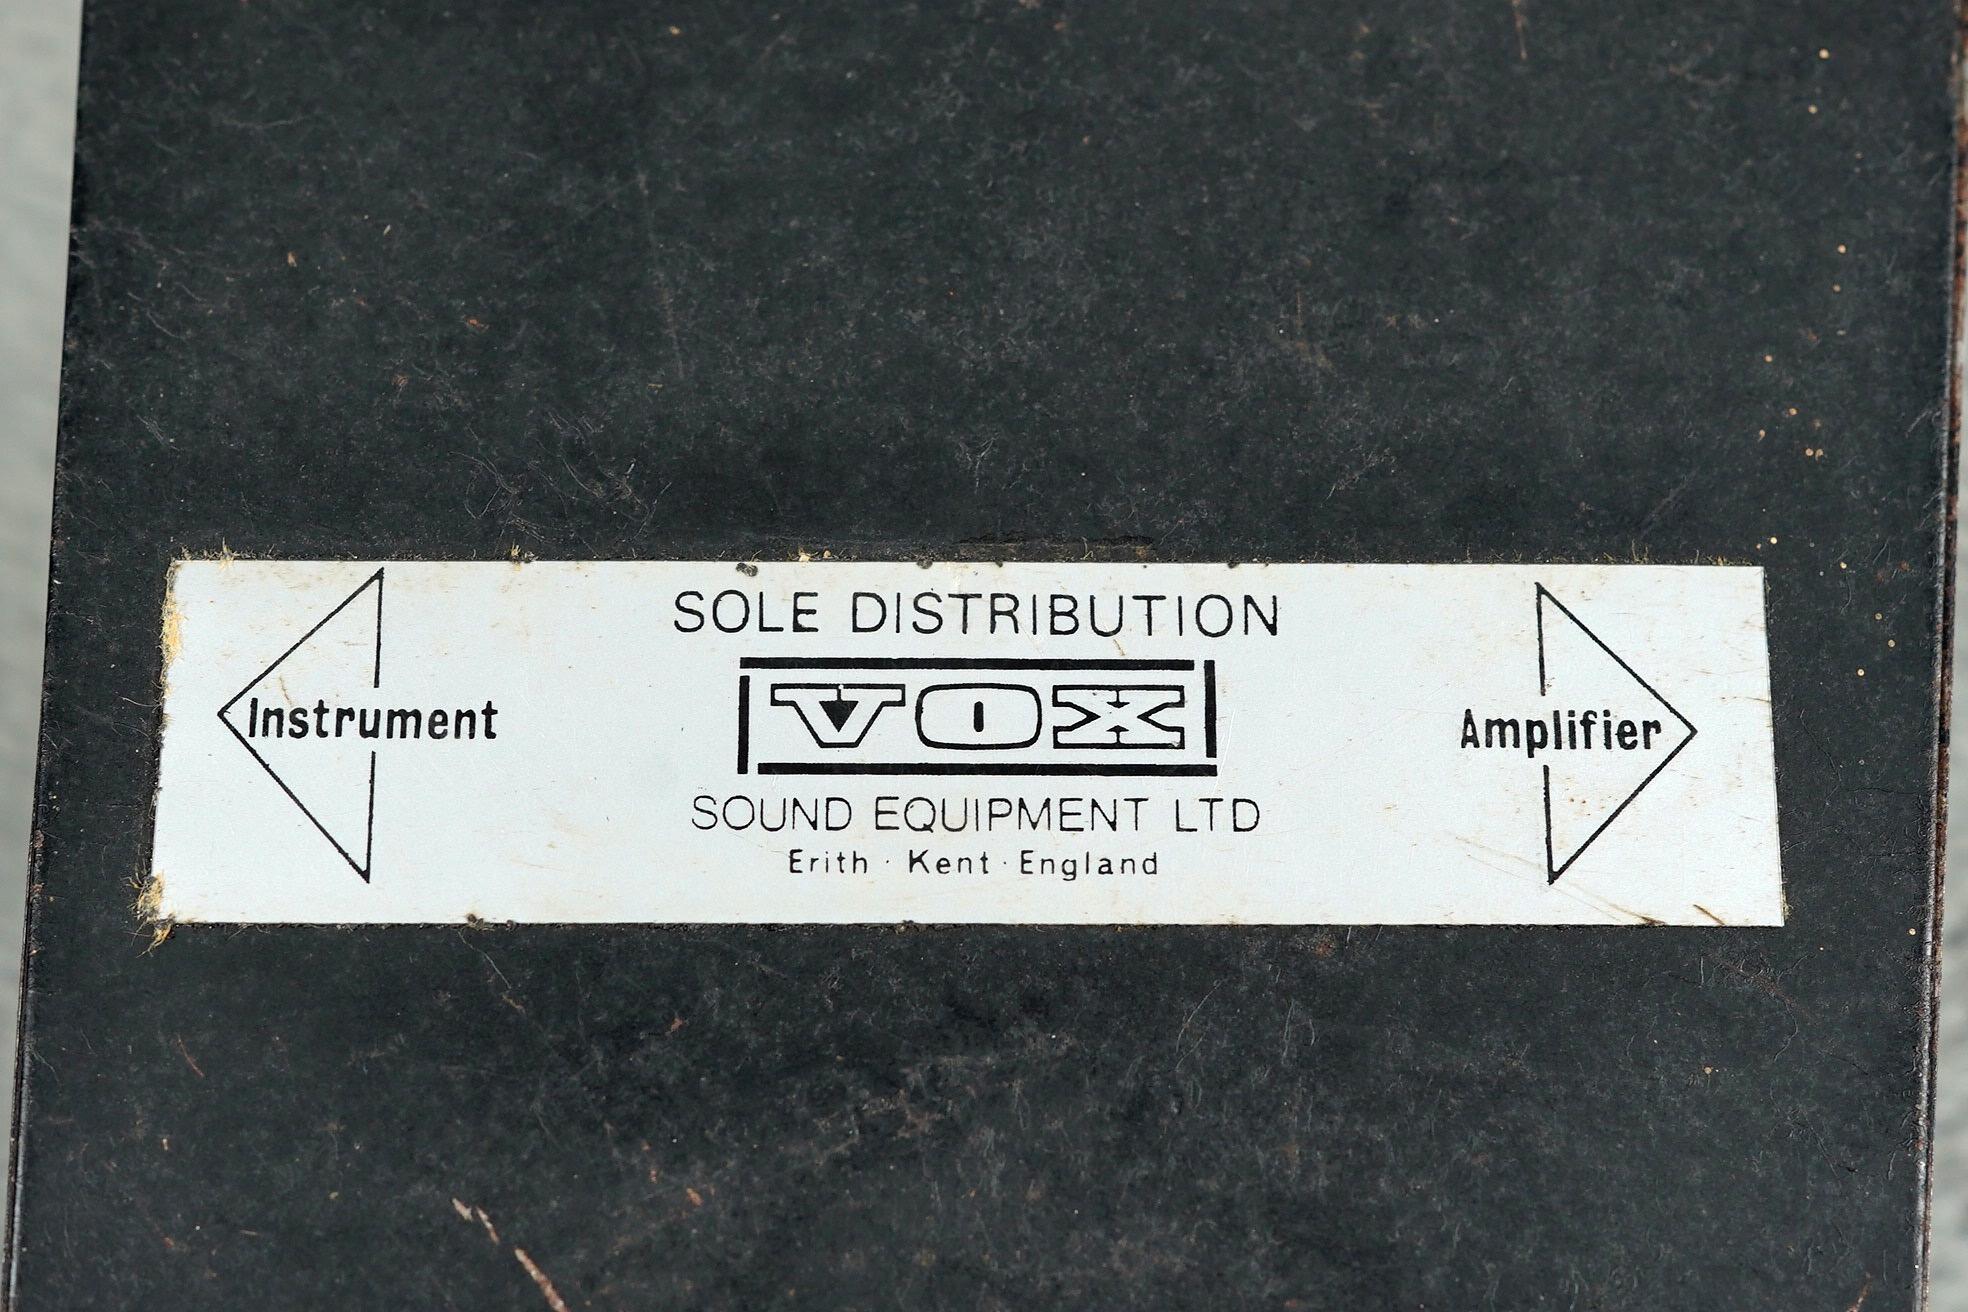 SOLE DISTRIBUTION
Instrument
VOX
Amplifier
SOUND EQUIPMENT LTD
Erith · Kent · England